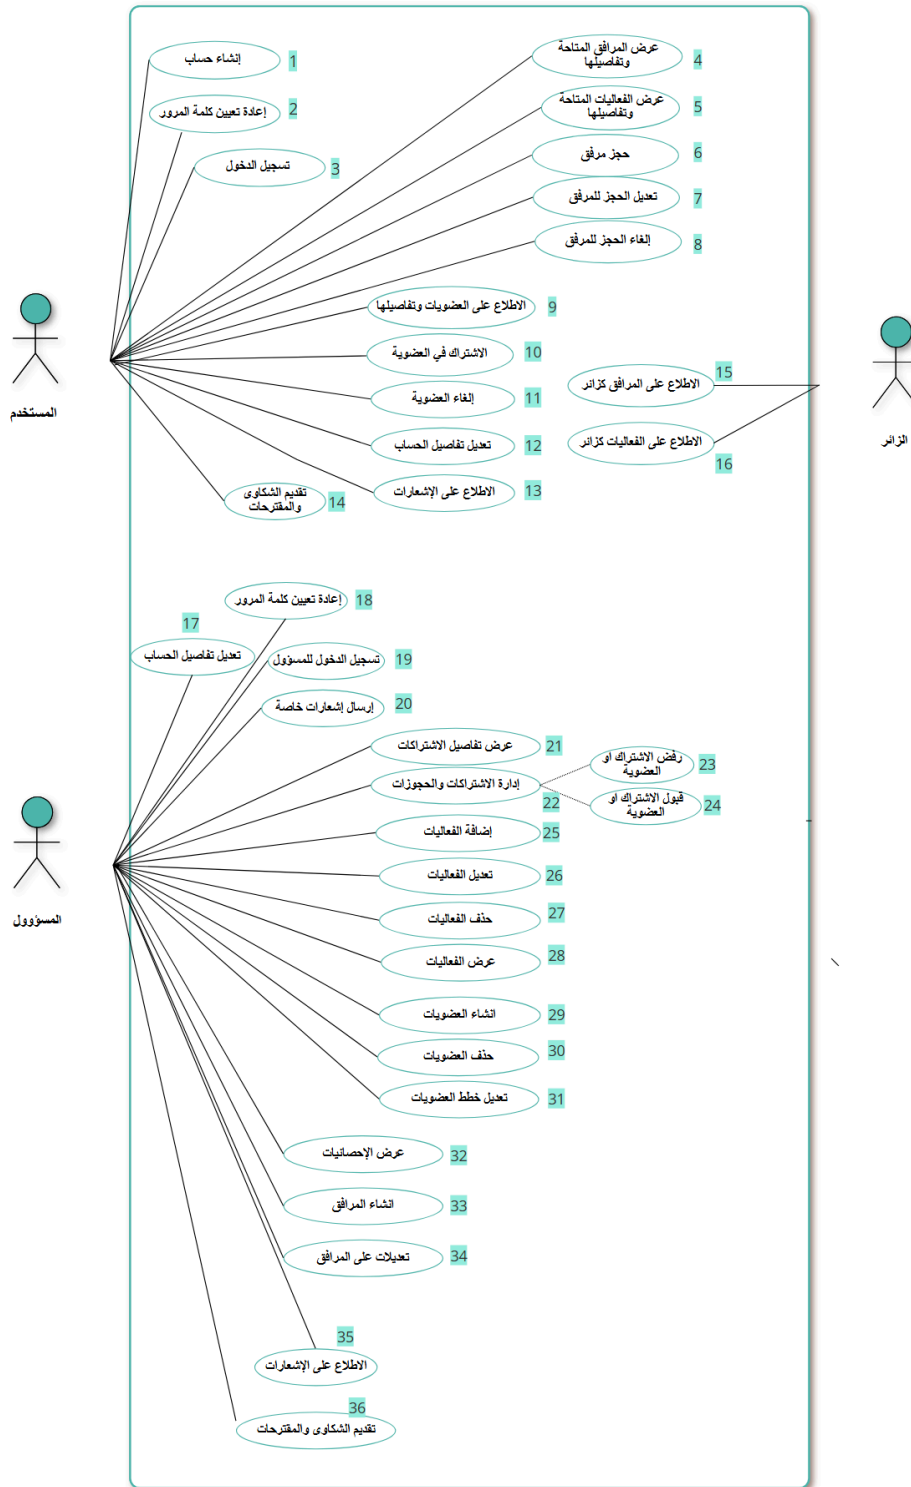 إنشاء حساب
1
إعادة تعيين كلمة المرور
2
تسجيل الدخول
3
عرض المرافق المتاحة
وتفاصيلها
4
عرض الفعاليات المتاحة
وتفاصيلها
5
حجز مرفق
6
تعديل الحجز للمرفق
7
إلغاء الحجز للمرفق
8
الاطلاع على العضويات وتفاصيلها
9
الاشتراك في العضوية
10
إلغاء العضوية
11
تعديل تفاصيل الحساب
12
الاطلاع على الإشعارات
13
تقديم الشكاوى
والمقترحات
14
المستخدم
الاطلاع على المرافق كزائر
15
الاطلاع على الفعاليات كزائر
16
الزائر
17
تعديل تفاصيل الحساب
إعادة تعيين كلمة المرور
18
تسجيل الدخول للمسؤول
19
إرسال إشعارات خاصة
20
عرض تفاصيل الاشتراكات
21
إدارة الاشتراكات والحجوزات
22
رفض الاشتراك او
العضوية
23
قبول الاشتراك او
العضوية
24
إضافة الفعاليات
25
تعديل الفعاليات
26
حذف الفعاليات
27
عرض الفعاليات
28
المسؤوول
انشاء العضويات
29
حذف العضويات
30
تعديل خطط العضويات
31
عرض الإحصائيات
32
انشاء المرافق
33
تعديلات على المرافق
34
35
الاطلاع على الإشعارات
36
تقديم الشكاوى والمقترحات